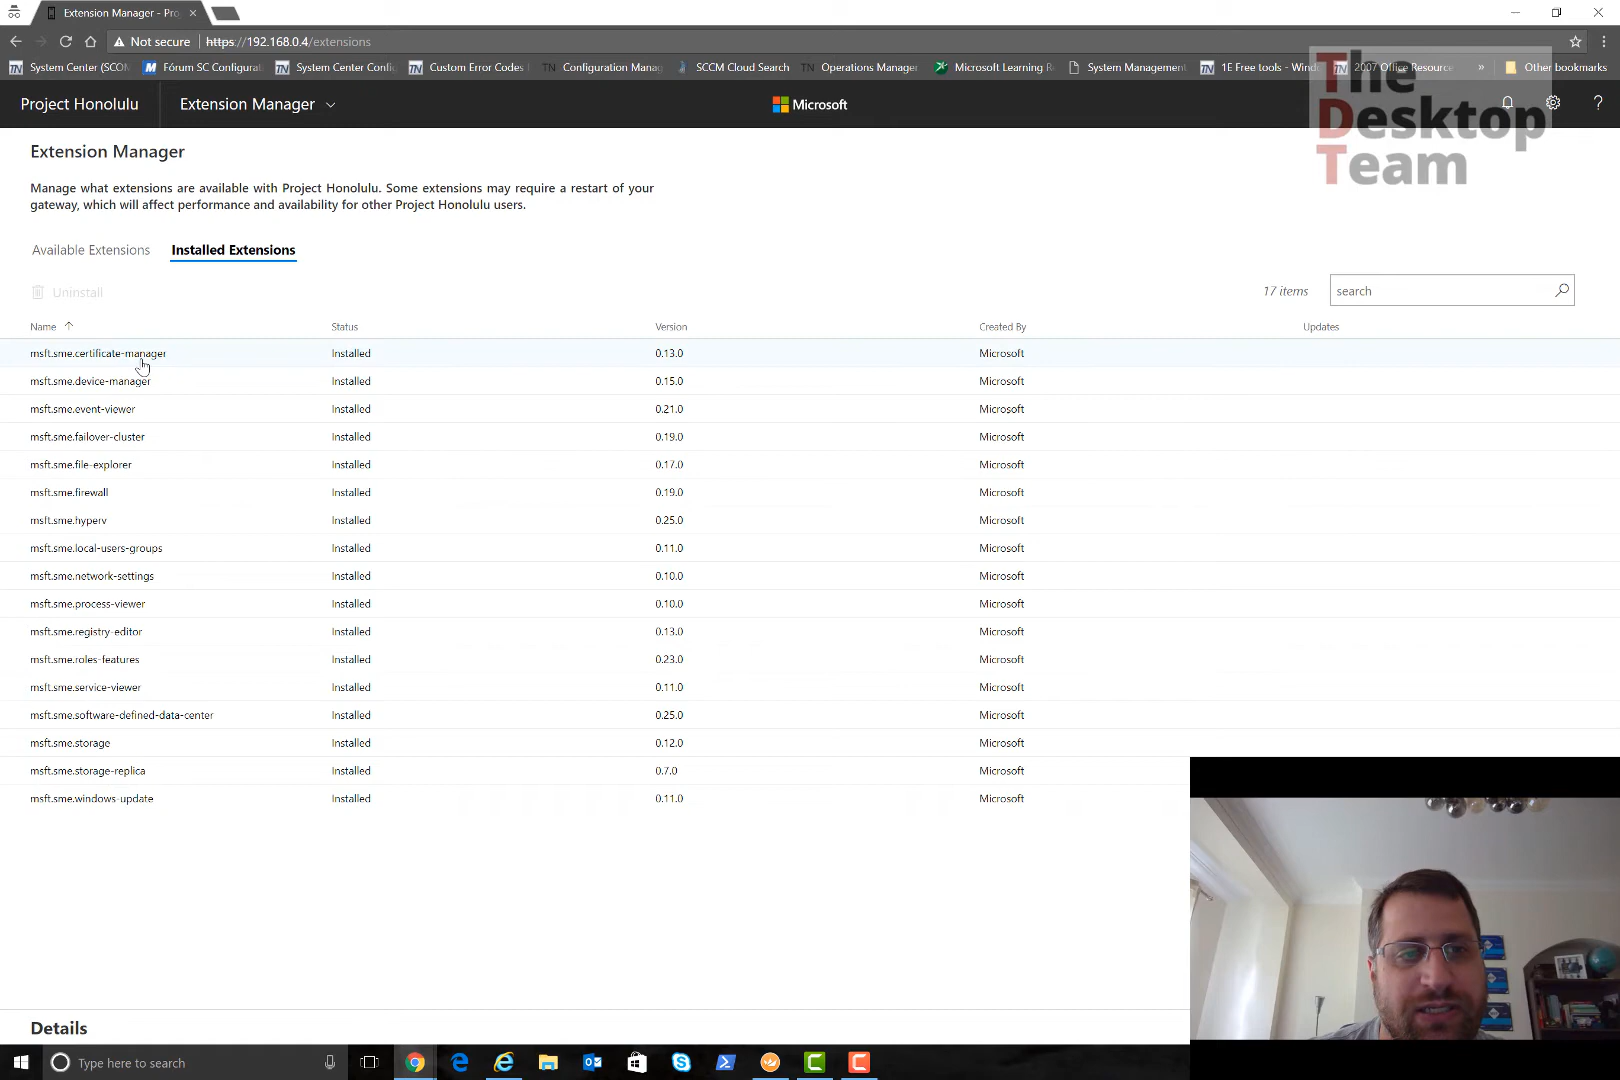 Extension Manager - Pro
Not secure
https://192.168.0.4/extensions
System Center (SCOM
Fórum SC Configurat
System Center Config
Custom Error Codes
Configuration Manag
SCCM Cloud Search
Operations Manager
Microsoft Learning
System Management
1E Free tools - Wind
2007 Office Resource
»
Other bookmarks
Project Honolulu
Extension Manager
Microsoft
?
The
Desktop
Team
Extension Manager
Manage what extensions are available with Project Honolulu. Some extensions may require a restart of your
gateway, which will affect performance and availability for other Project Honolulu users.
Available Extensions
Installed Extensions
Uninstall
17 items
search
Name
Status
Version
Created By
Updates
msft.sme.certificate-manager Installed 0.13.0 Microsoft
msft.sme.device-manager Installed 0.15.0 Microsoft
msft.sme.event-viewer Installed 0.21.0 Microsoft
msft.sme.failover-cluster Installed 0.19.0 Microsoft
msft.sme.file-explorer Installed 0.17.0 Microsoft
msft.sme.firewall Installed 0.19.0 Microsoft
msft.sme.hyperv Installed 0.25.0 Microsoft
msft.sme.local-users-groups Installed 0.11.0 Microsoft
msft.sme.network-settings Installed 0.10.0 Microsoft
msft.sme.process-viewer Installed 0.10.0 Microsoft
msft.sme.registry-editor Installed 0.13.0 Microsoft
msft.sme.roles-features Installed 0.23.0 Microsoft
msft.sme.service-viewer Installed 0.11.0 Microsoft
msft.sme.software-defined-data-center Installed 0.25.0 Microsoft
msft.sme.storage Installed 0.12.0 Microsoft
msft.sme.storage-replica Installed 0.7.0 Microsoft
msft.sme.windows-update Installed 0.11.0 Microsoft
Details
Type here to search